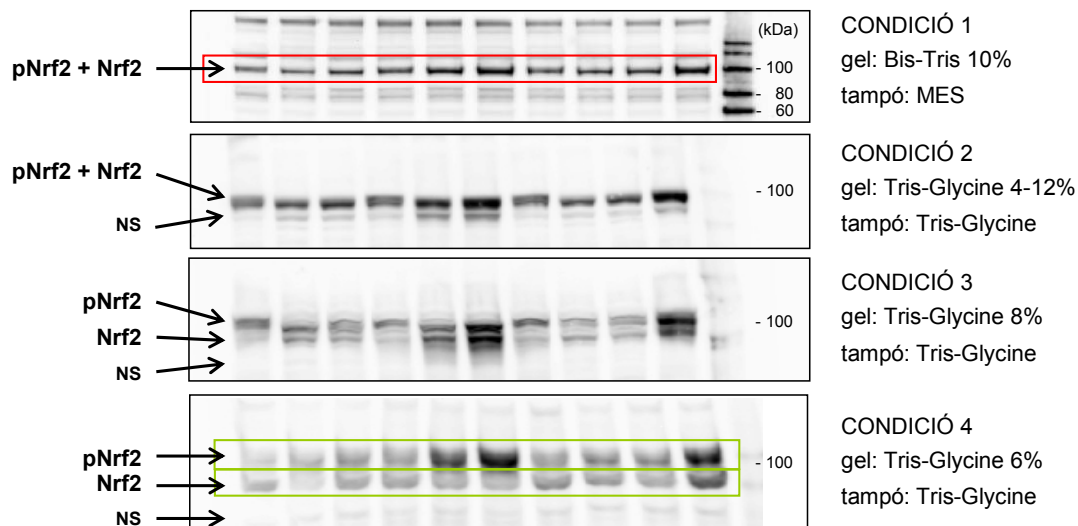 (kDa)
pNrf2 + Nrf2
- 100
- 80
- 60
CONDICIÓ 1
gel: Bis-Tris 10%
tampó: MES
pNrf2 + Nrf2
NS
- 100
CONDICIÓ 2
gel: Tris-Glycine 4-12%
tampó: Tris-Glycine
pNrf2
Nrf2
NS
- 100
CONDICIÓ 3
gel: Tris-Glycine 8%
tampó: Tris-Glycine
pNrf2
Nrf2
NS
- 100
CONDICIÓ 4
gel: Tris-Glycine 6%
tampó: Tris-Glycine